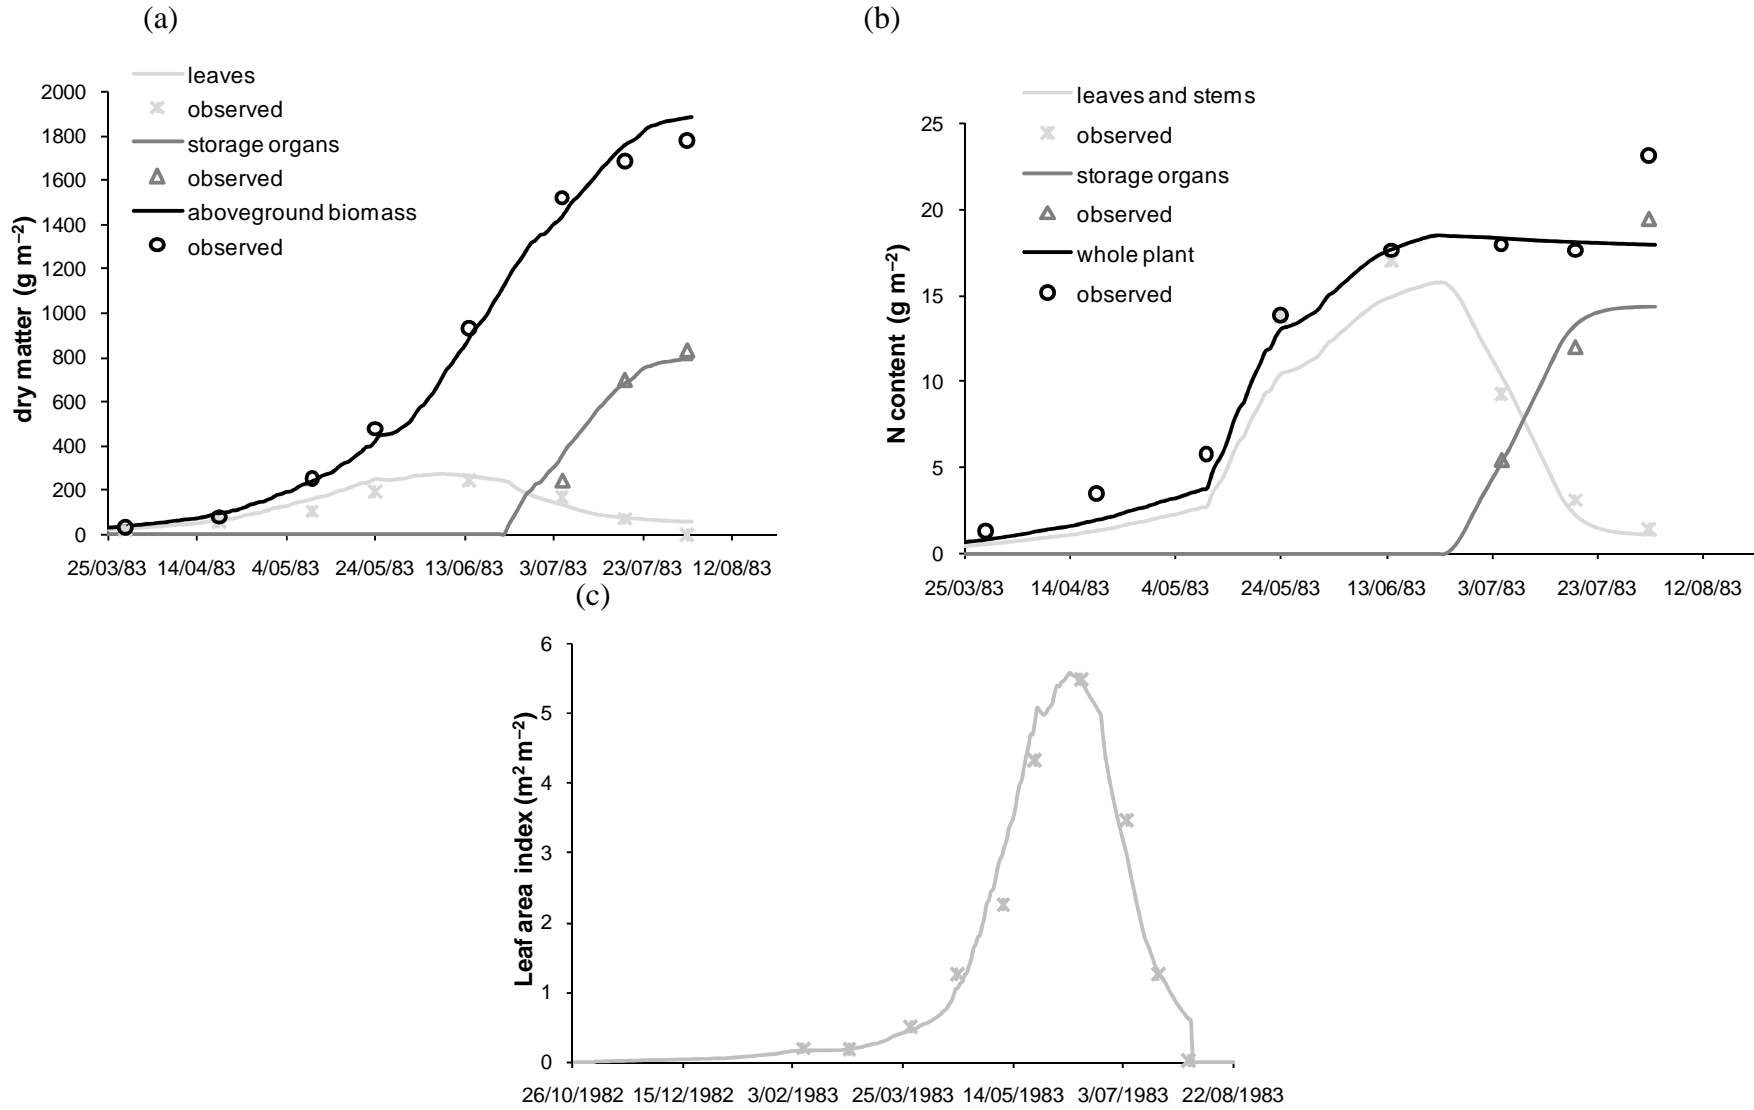 (a)
leaves
observed
storage organs
observed
aboveground biomass
observed
dry matter (g m⁻²)
2000
1800
1600
1400
1200
1000
800
600
400
200
0
25/03/83 14/04/83 4/05/83 24/05/83 13/06/83 3/07/83 23/07/83 12/08/83
(b)
leaves and stems
observed
storage organs
observed
whole plant
observed
N content (g m⁻²)
25
20
15
10
5
0
25/03/83 14/04/83 4/05/83 24/05/83 13/06/83 3/07/83 23/07/83 12/08/83
(c)
Leaf area index (m² m⁻²)
6
5
4
3
2
1
0
26/10/1982 15/12/1982 3/02/1983 25/03/1983 14/05/1983 3/07/1983 22/08/1983